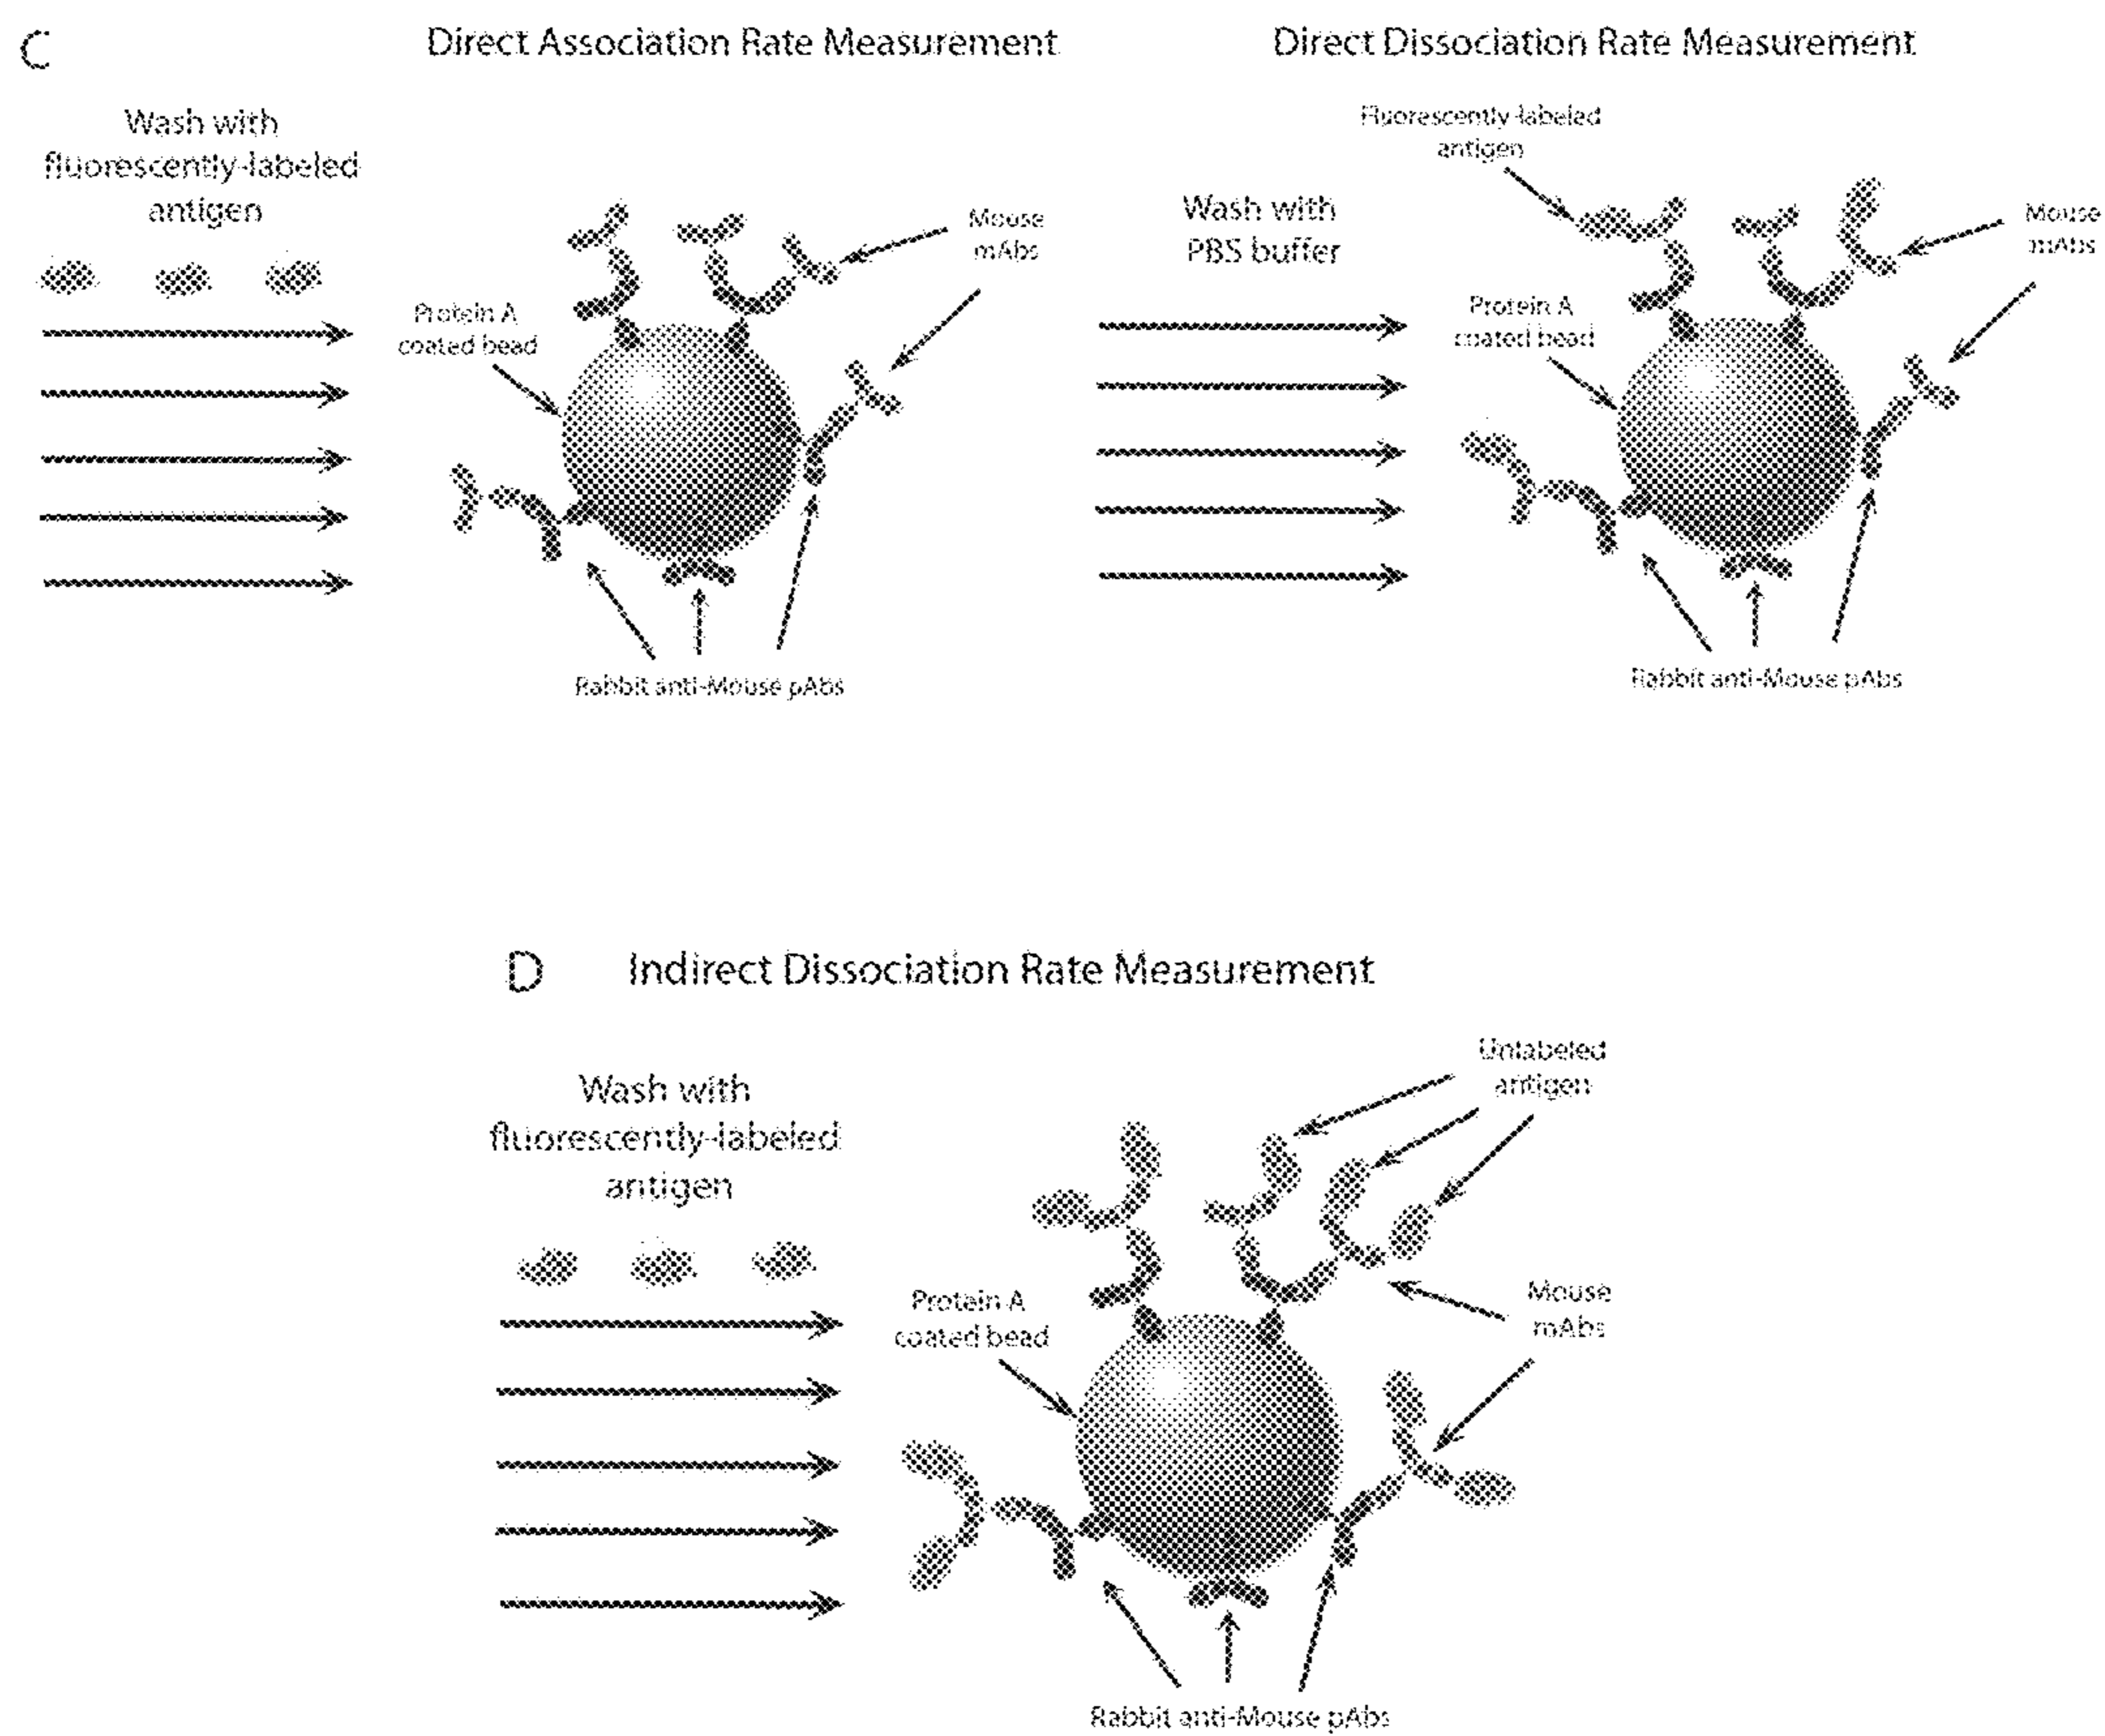 C
Direct Association Rate Measurement
Direct Dissociation Rate Measurement
Wash with
fluorescently-labeled
antigen
Protein A
coated bead
Mouse
mAbs
Rabbit anti-Mouse pAbs
Wash with
PBS buffer
Fluorescently-labeled
antigen
Protein A
coated bead
Mouse
mAbs
Rabbit anti-Mouse pAbs
D
Indirect Dissociation Rate Measurement
Wash with
fluorescently-labeled
antigen
Unlabeled
antigen
Protein A
coated bead
Mouse
mAbs
Rabbit anti-Mouse pAbs